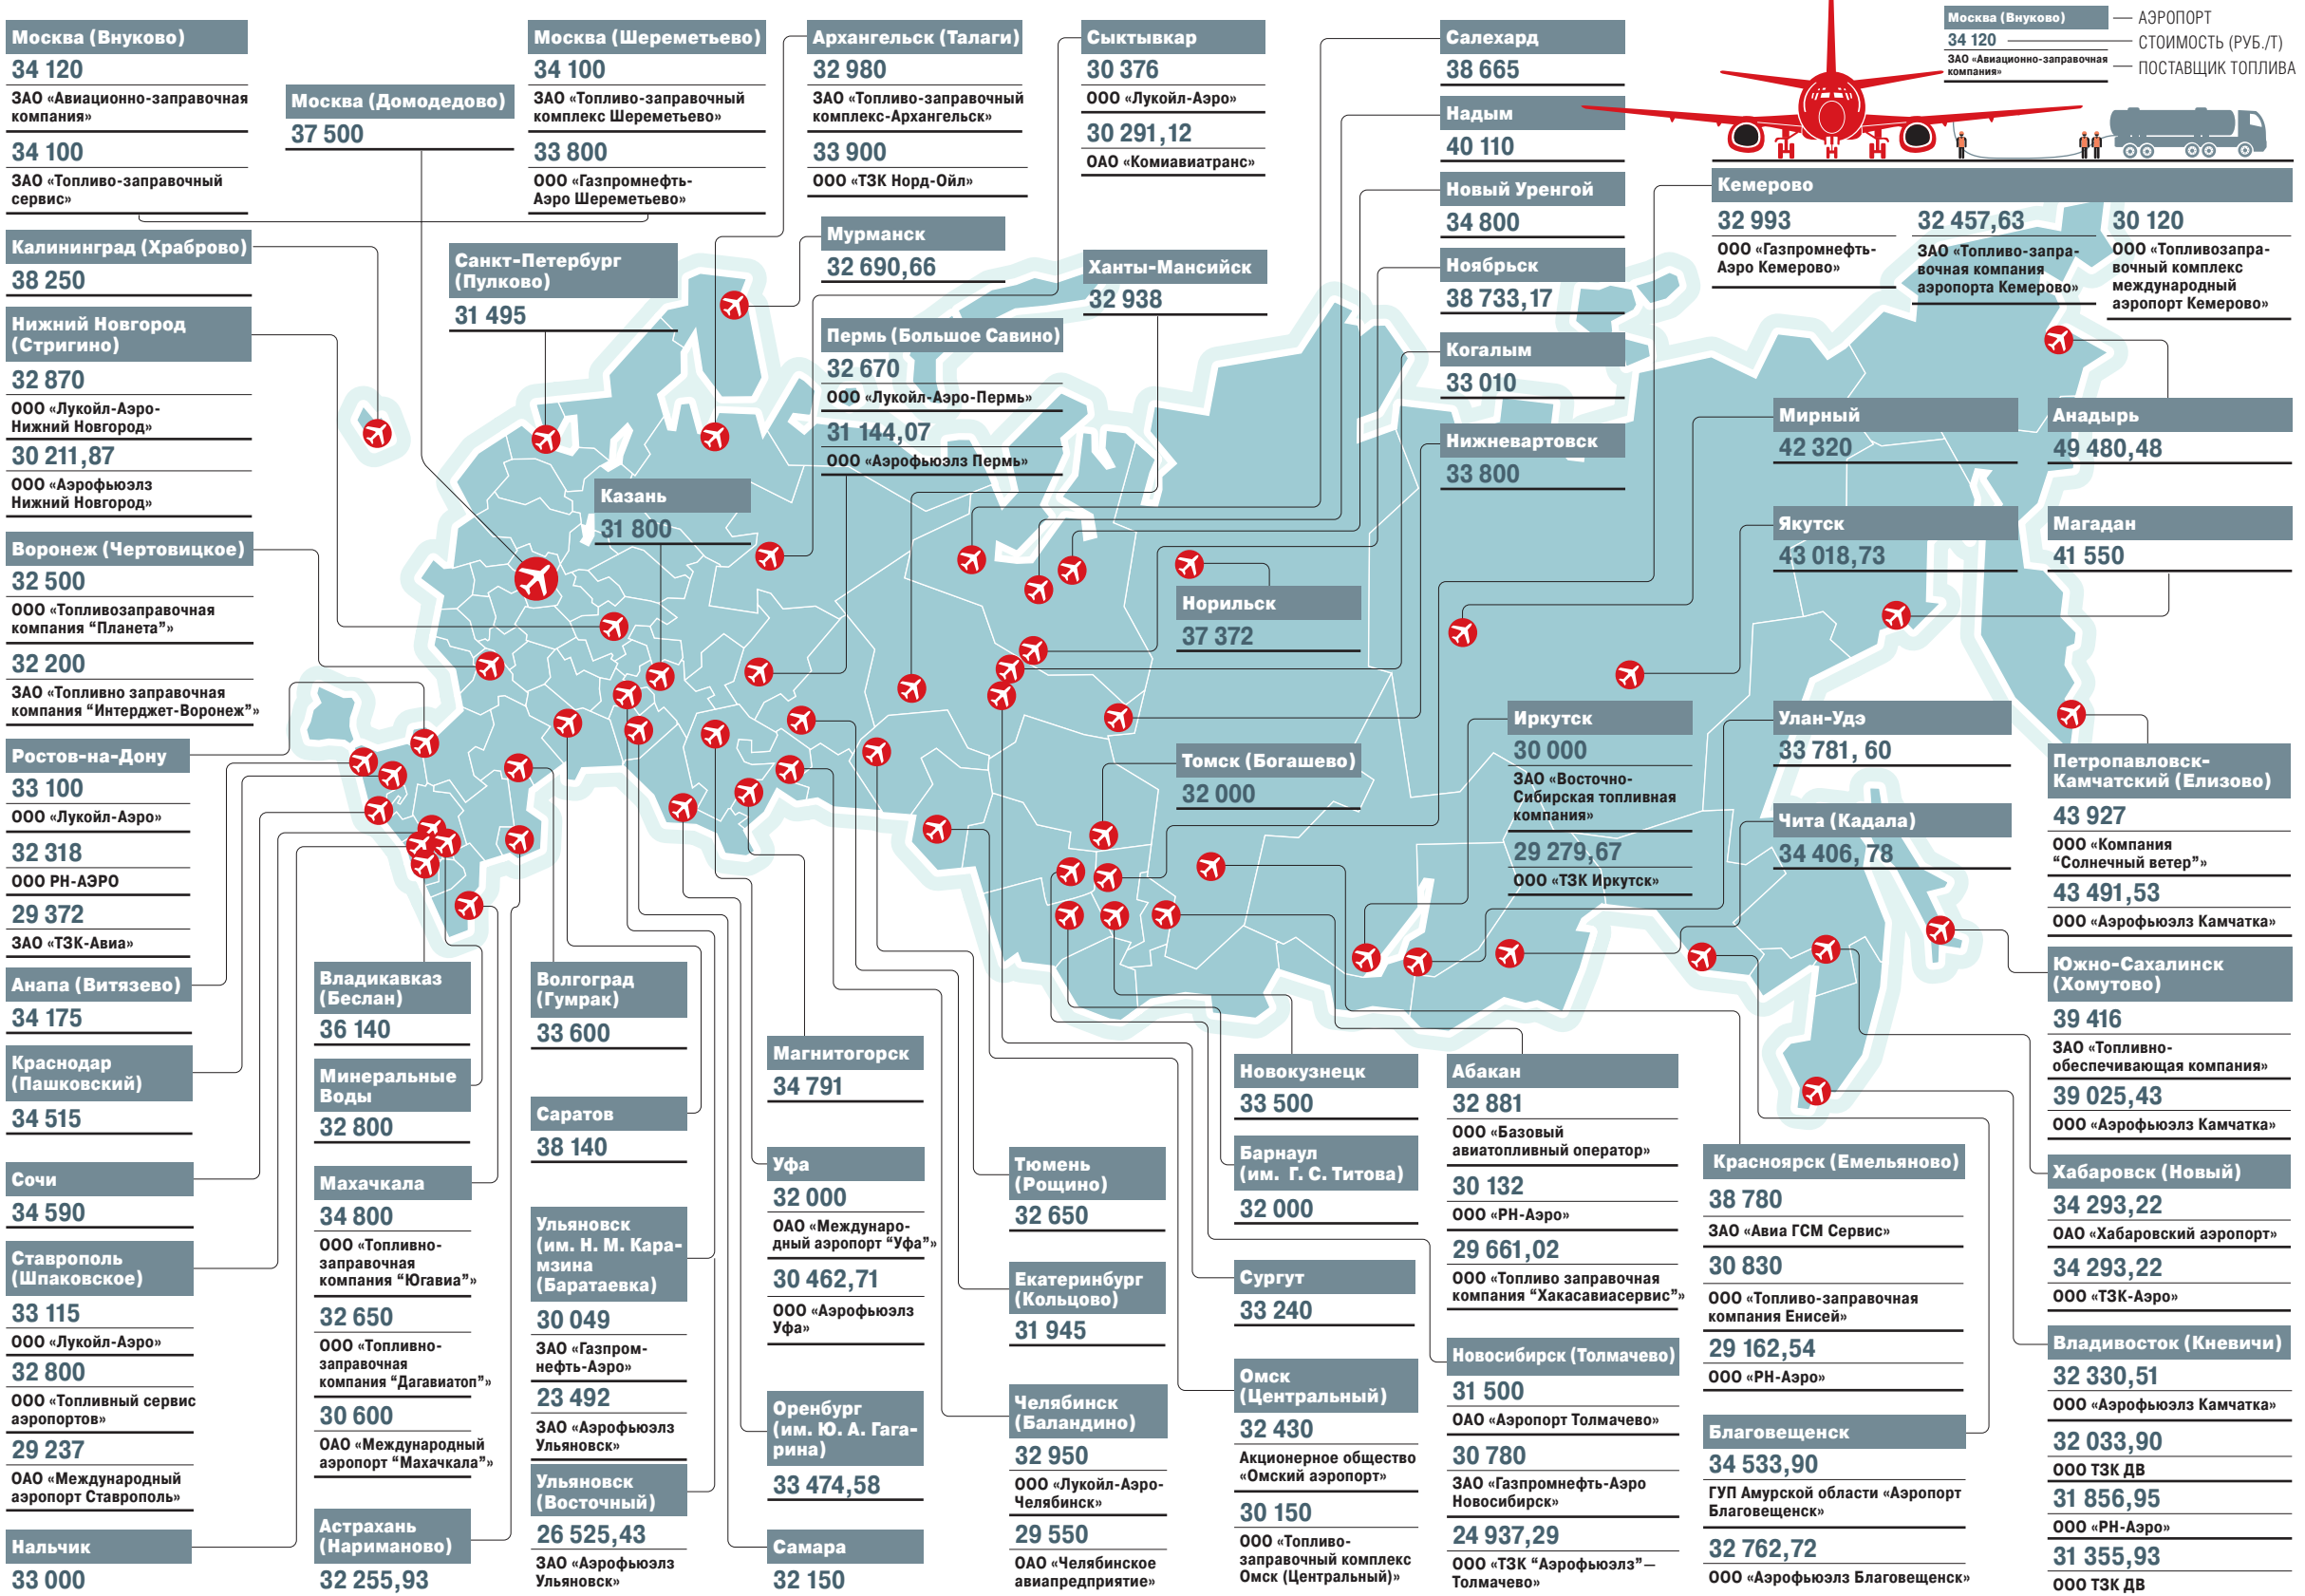 Москва (Внуково)
34 120
ЗАО «Авиационно-заправочная
компания»
34 100
ЗАО «Топливо-заправочный
сервис»
Москва (Домодедово)
37 500
Москва (Шереметьево)
34 100
ЗАО «Топливо-заправочный
комплекс Шереметьево»
33 800
ООО «Газпромнефть-
Аэро Шереметьево»
Архангельск (Талаги)
32 980
ЗАО «Топливо-заправочный
комплекс-Архангельск»
33 900
ООО «ТЗК Норд-Ойл»
Сыктывкар
30 376
ООО «Лукойл-Аэро»
30 291,12
ОАО «Комиавиатранс»
Салехард
38 665
Надым
40 110
Новый Уренгой
34 800
Ноябрьск
38 733,17
Когалым
33 010
Нижневартовск
33 800
Москва (Внуково)
34 120
ЗАО «Авиационно-заправочная
компания»
АЭРОПОРТ
СТОИМОСТЬ (РУБ./Т)
ПОСТАВЩИК ТОПЛИВА
Кемерово
32 993
ООО «Газпромнефть-
Аэро Кемерово»
32 457,63
ЗАО «Топливо-запра-
вочная компания
аэропорта Кемерово»
30 120
ООО «Топливозапра-
вочный комплекс
международный
аэропорт Кемерово»
Калининград (Храброво)
38 250
Нижний Новгород
(Стригино)
32 870
ООО «Лукойл-Аэро-
Нижний Новгород»
30 211,87
ООО «Аэрофьюэлз
Нижний Новгород»
Воронеж (Чертовицкое)
32 500
ООО «Топливозаправочная
компания “Планета”»
32 200
ЗАО «Топливно заправочная
компания “Интерджет-Воронеж”»
Санкт-Петербург
(Пулково)
31 495
Мурманск
32 690,66
Ханты-Мансийск
32 938
Пермь (Большое Савино)
32 670
ООО «Лукойл-Аэро-Пермь»
31 144,07
ООО «Аэрофьюэлз Пермь»
Казань
31 800
Норильск
37 372
Мирный
42 320
Анадырь
49 480,48
Якутск
43 018,73
Магадан
41 550
Томск (Богашево)
32 000
Иркутск
30 000
ЗАО «Восточно-
Сибирская топливная
компания»
29 279,67
ООО «ТЗК Иркутск»
Улан-Удэ
33 781, 60
Чита (Кадала)
34 406, 78
Петропавловск-
Камчатский (Елизово)
43 927
ООО «Компания
“Солнечный ветер”»
43 491,53
ООО «Аэрофьюэлз Камчатка»
Южно-Сахалинск
(Хомутово)
39 416
ЗАО «Топливно-
обеспечивающая компания»
39 025,43
ООО «Аэрофьюэлз Камчатка»
Хабаровск (Новый)
34 293,22
ОАО «Хабаровский аэропорт»
34 293,22
ООО «ТЗК-Аэро»
Владивосток (Кневичи)
32 330,51
ООО «Аэрофьюэлз Камчатка»
32 033,90
ООО ТЗК ДВ
31 856,95
ООО «РН-Аэро»
31 355,93
ООО ТЗК ДВ
Ростов-на-Дону
33 100
ООО «Лукойл-Аэро»
32 318
ООО РН-АЭРО
29 372
ЗАО «ТЗК-Авиа»
Анапа (Витязево)
34 175
Краснодар
(Пашковский)
34 515
Сочи
34 590
Ставрополь
(Шпаковское)
33 115
ООО «Лукойл-Аэро»
32 800
ООО «Топливный сервис
аэропортов»
29 237
ОАО «Международный
аэропорт Ставрополь»
Нальчик
33 000
Владикавказ
(Беслан)
36 140
Минеральные
Воды
32 800
Махачкала
34 800
ООО «Топливно-
заправочная
компания “Югавиа”»
32 650
ООО «Топливно-
заправочная
компания “Дагавиатоп”»
30 600
ОАО «Международный
аэропорт “Махачкала”»
Астрахань
(Нариманово)
32 255,93
Волгоград
(Гумрак)
33 600
Саратов
38 140
Ульяновск
(им. Н. М. Кара-
мзина
(Баратаевка)
30 049
ЗАО «Газпром-
нефть-Аэро»
23 492
ЗАО «Аэрофьюэлз
Ульяновск»
Ульяновск
(Восточный)
26 525,43
ЗАО «Аэрофьюэлз
Ульяновск»
Магнитогорск
34 791
Уфа
32 000
ОАО «Междунаро-
дный аэропорт “Уфа”»
30 462,71
ООО «Аэрофьюэлз
Уфа»
Оренбург
(им. Ю. А. Гага-
рина)
33 474,58
Самара
32 150
Тюмень
(Рощино)
32 650
Екатеринбург
(Кольцово)
31 945
Челябинск
(Баландино)
32 950
ООО «Лукойл-Аэро-
Челябинск»
29 550
ОАО «Челябинское
авиапредприятие»
Новокузнецк
33 500
Барнаул
(им. Г. С. Титова)
32 000
Сургут
33 240
Омск
(Центральный)
32 430
Акционерное общество
«Омский аэропорт»
30 150
ООО «Топливо-
заправочный комплекс
Омск (Центральный)»
Абакан
32 881
ООО «Базовый
авиатопливный оператор»
30 132
ООО «РН-Аэро»
29 661,02
ООО «Топливо заправочная
компания “Хакасавиасервис”»
Новосибирск (Толмачево)
31 500
ОАО «Аэропорт Толмачево»
30 780
ЗАО «Газпромнефть-Аэро
Новосибирск»
24 937,29
ООО «ТЗК “Аэрофьюэлз”—
Толмачево»
Красноярск (Емельяново)
38 780
ЗАО «Авиа ГСМ Сервис»
30 830
ООО «Топливо-заправочная
компания Енисей»
29 162,54
ООО «РН-Аэро»
Благовещенск
34 533,90
ГУП Амурской области «Аэропорт
Благовещенск»
32 762,72
ООО «Аэрофьюэлз Благовещенск»